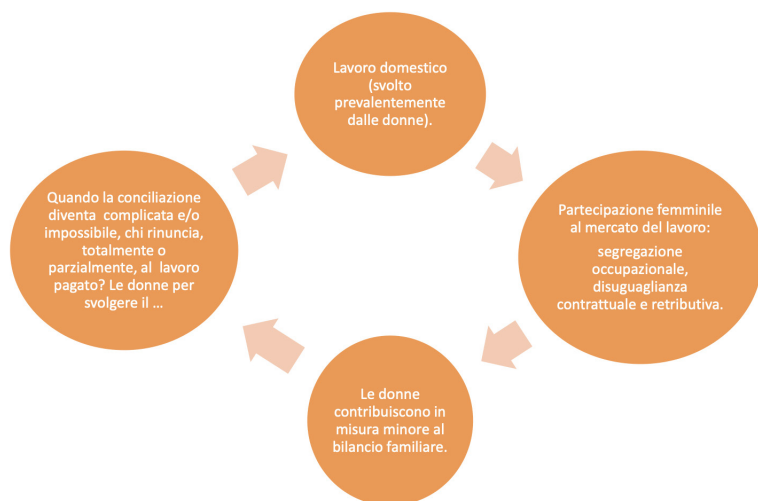 Lavoro domestico
(svolto
prevalentemente
dalle donne).
Partecipazione femminile
al mercato del lavoro:
segregazione
occupazionale,
disuguaglianza
contrattuale e retributiva.
Le donne
contribuiscono in
misura minore al
bilancio familiare.
Quando la conciliazione
diventa complicata e/o
impossibile, chi rinuncia,
totalmente o
parzialmente, al lavoro
pagato? Le donne per
svolgere il ...